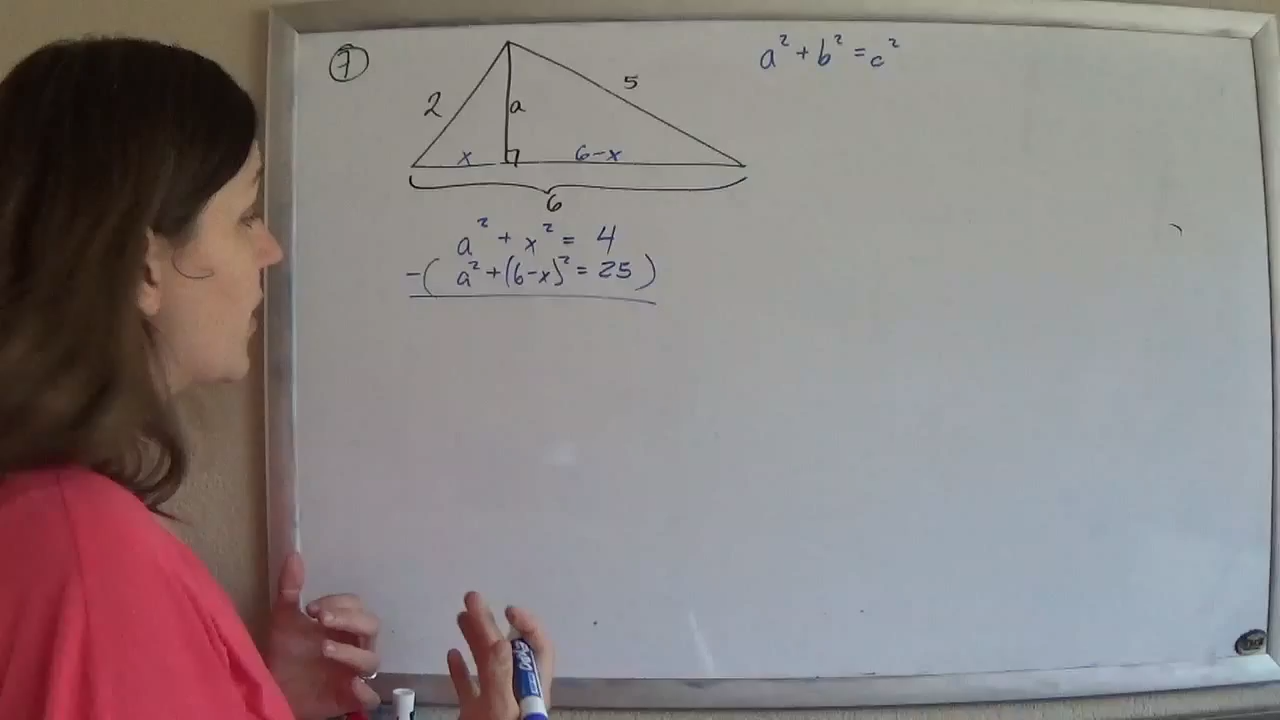 7
a² + b² = c²
2
a
5
x
6-x
6
a² + x² = 4
-( a² + (6-x)² = 25 )